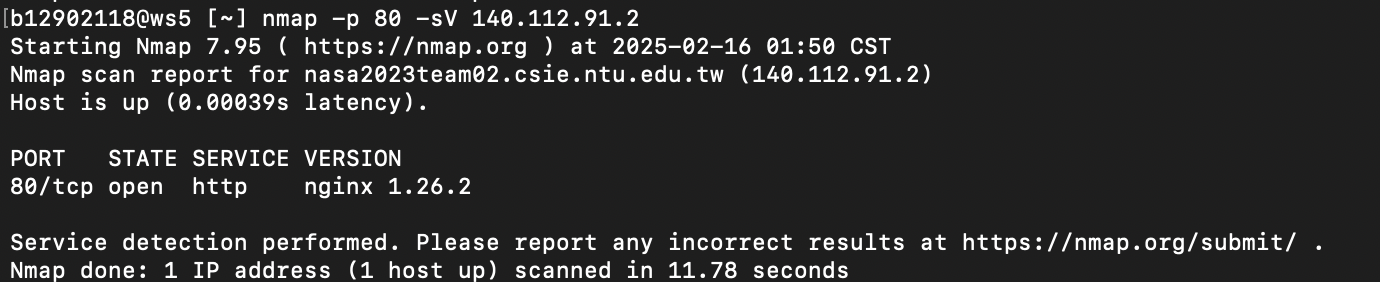 [b12902118@ws5 [~] nmap -p 80 -sV 140.112.91.2
Starting Nmap 7.95 ( https://nmap.org ) at 2025-02-16 01:50 CST
Nmap scan report for nasa2023team02.csie.ntu.edu.tw (140.112.91.2)
Host is up (0.00039s latency).
PORT   STATE SERVICE VERSION
80/tcp open  http    nginx 1.26.2
Service detection performed. Please report any incorrect results at https://nmap.org/submit/ .
Nmap done: 1 IP address (1 host up) scanned in 11.78 seconds